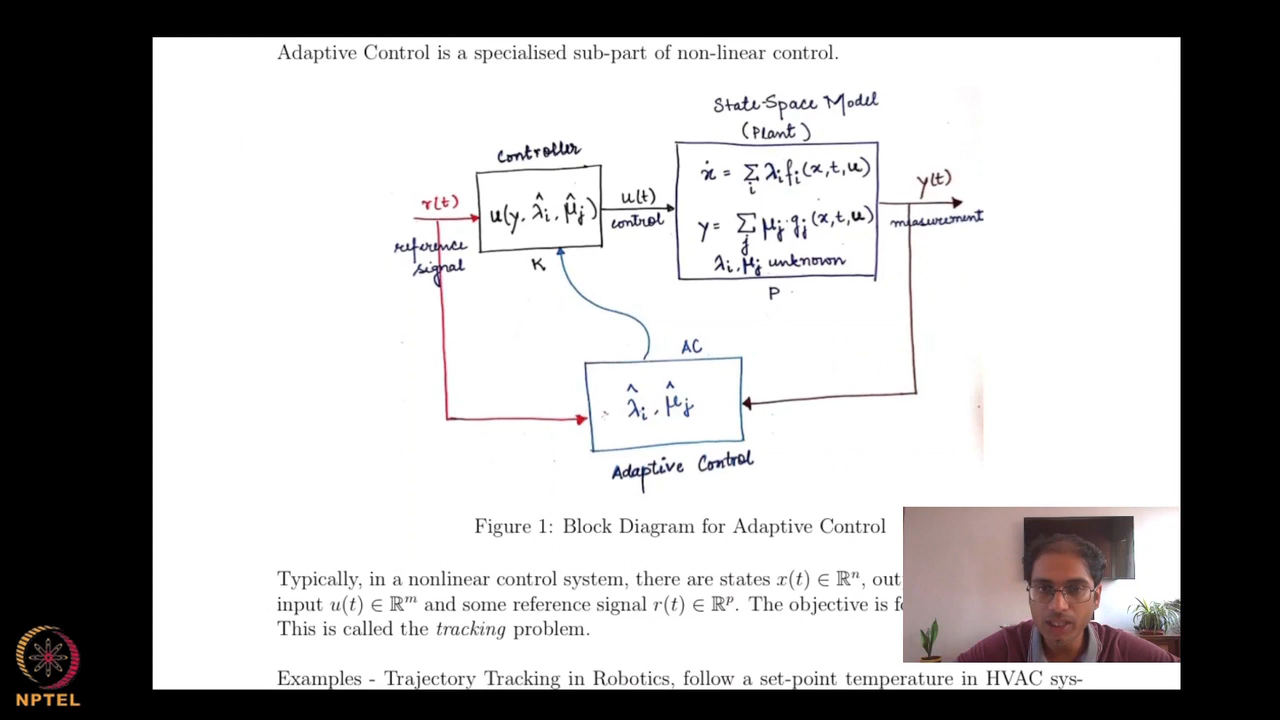 Adaptive Control is a specialised sub-part of non-linear control.
State-Space Model
(Plant)
Controller
r(t)
reference
signal
u(y, λ̂i, μ̂j)
K
u(t)
control
ẋ = Σi λi fi(x,t,u)
y = Σj μj gj(x,t,u)
λi, μj unknown
P
y(t)
measurement
AC
λ̂i, μ̂j
Adaptive Control
Figure 1: Block Diagram for Adaptive Control
Typically, in a nonlinear control system, there are states x(t) ∈ ℝⁿ, out
input u(t) ∈ ℝᵐ and some reference signal r(t) ∈ ℝᵖ. The objective is f
This is called the tracking problem.
Examples - Trajectory Tracking in Robotics, follow a set-point temperature in HVAC sys-
NPTEL